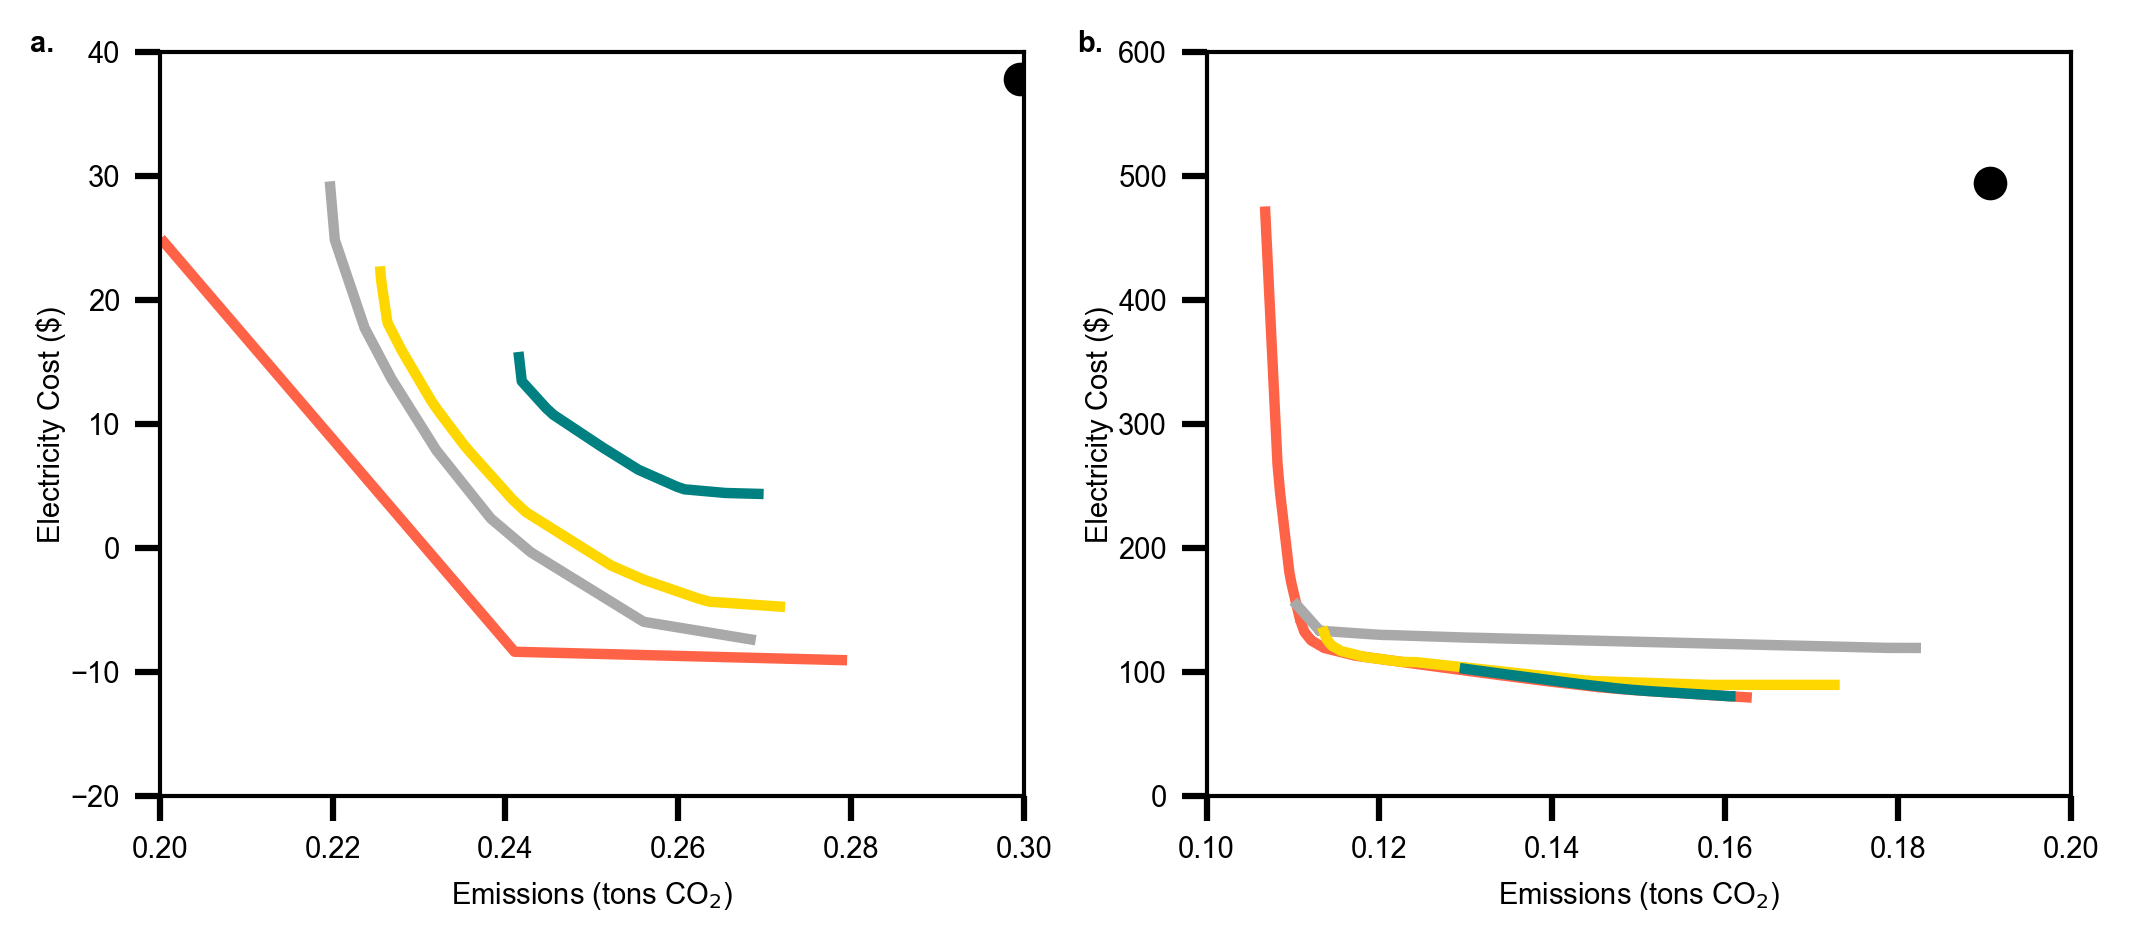 a.
40
30
20
10
0
−10
−20
Electricity Cost ($)
0.20 0.22 0.24 0.26 0.28 0.30
Emissions (tons CO₂)
b.
600
500
400
300
200
100
0
Electricity Cost ($)
0.10 0.12 0.14 0.16 0.18 0.20
Emissions (tons CO₂)